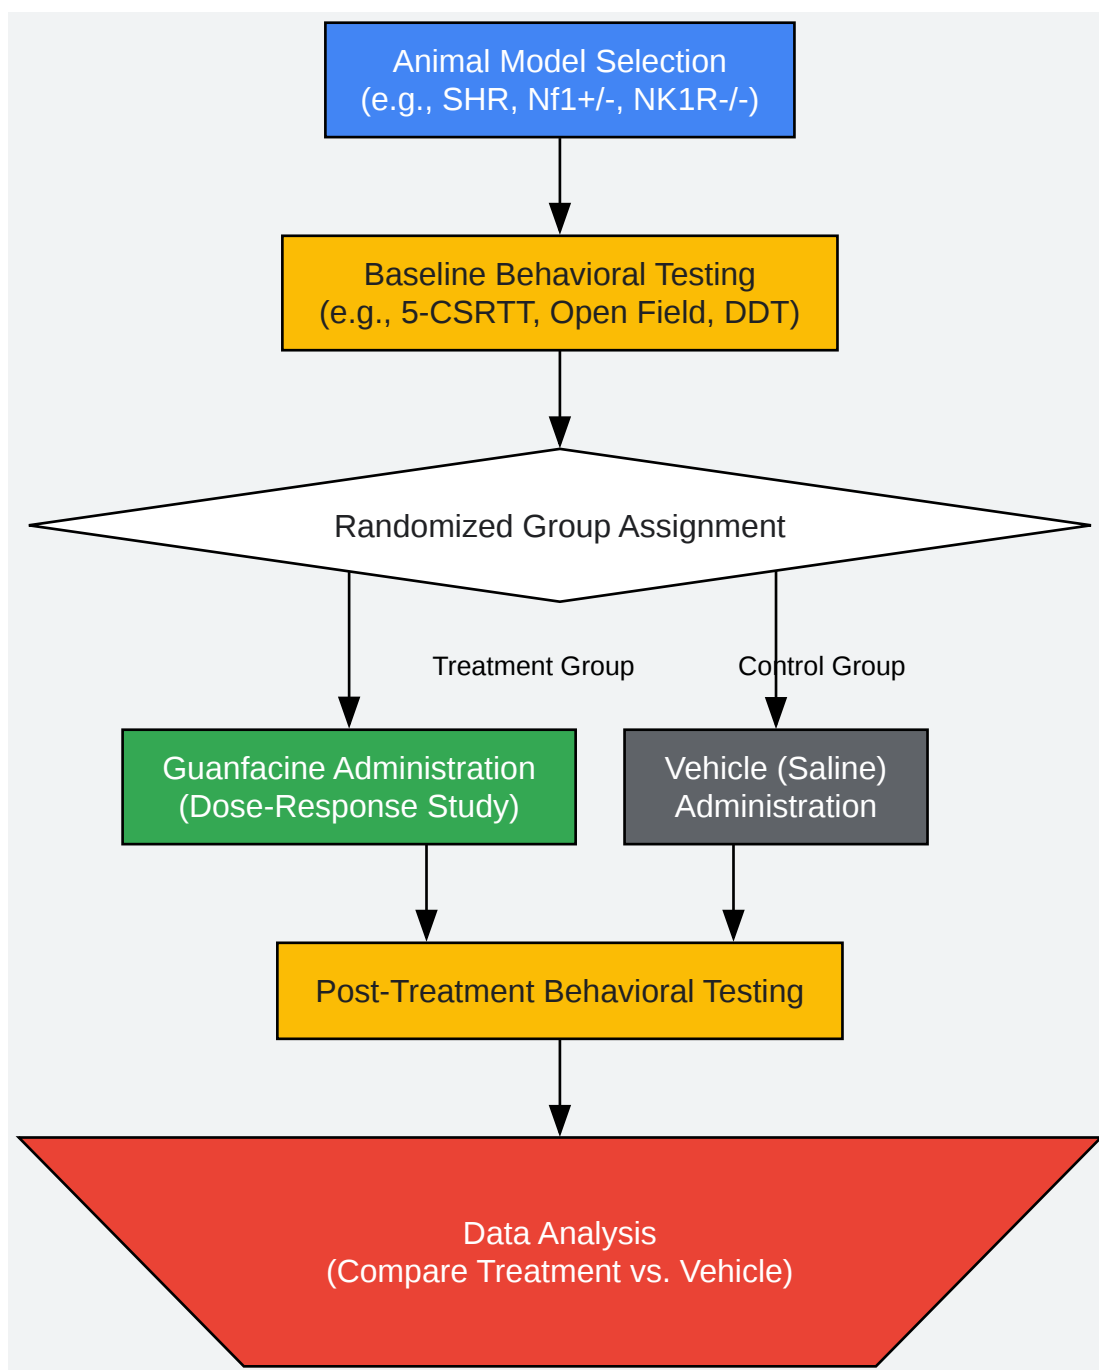 Animal Model Selection
(e.g., SHR, Nf1+/-, NK1R-/-)
Baseline Behavioral Testing
(e.g., 5-CSRTT, Open Field, DDT)
Randomized Group Assignment
Treatment Group
Control Group
Guanfacine Administration
(Dose-Response Study)
Vehicle (Saline)
Administration
Post-Treatment Behavioral Testing
Data Analysis
(Compare Treatment vs. Vehicle)